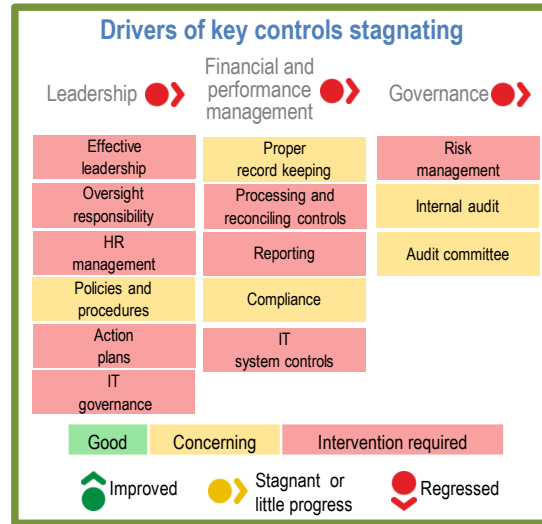 Drivers of key controls stagnating
Leadership
Financial and
performance
management
Governance
Effective
leadership
Oversight
responsibility
HR
management
Policies and
procedures
Action
plans
IT
governance
Proper
record keeping
Processing and
reconciling controls
Reporting
Compliance
IT
system controls
Risk
management
Internal audit
Audit committee
Good
Concerning
Intervention required
Improved
Stagnant or
little progress
Regressed